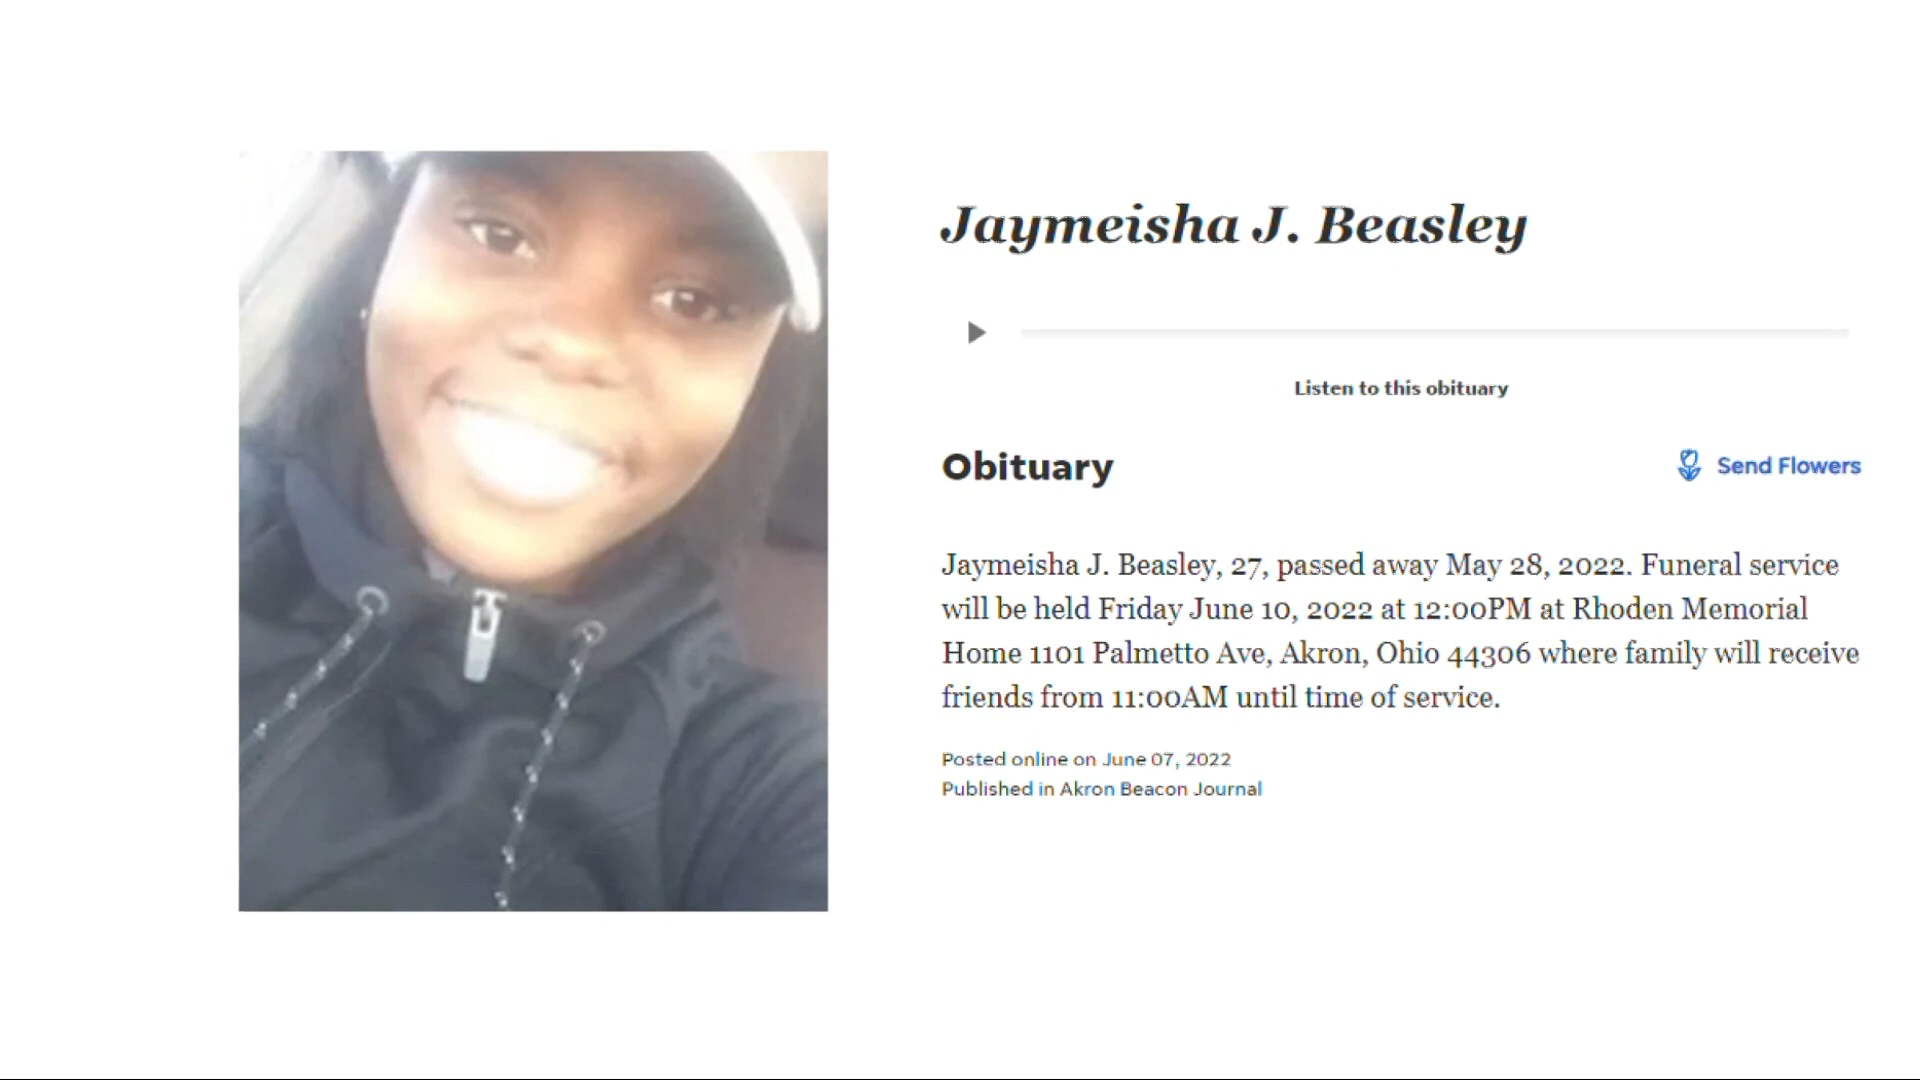 Jaymeisha J. Beasley
Listen to this obituary
Obituary
Send Flowers
Jaymeisha J. Beasley, 27, passed away May 28, 2022. Funeral service
will be held Friday June 10, 2022 at 12:00PM at Rhoden Memorial
Home 1101 Palmetto Ave, Akron, Ohio 44306 where family will receive
friends from 11:00AM until time of service.
Posted online on June 07, 2022
Published in Akron Beacon Journal